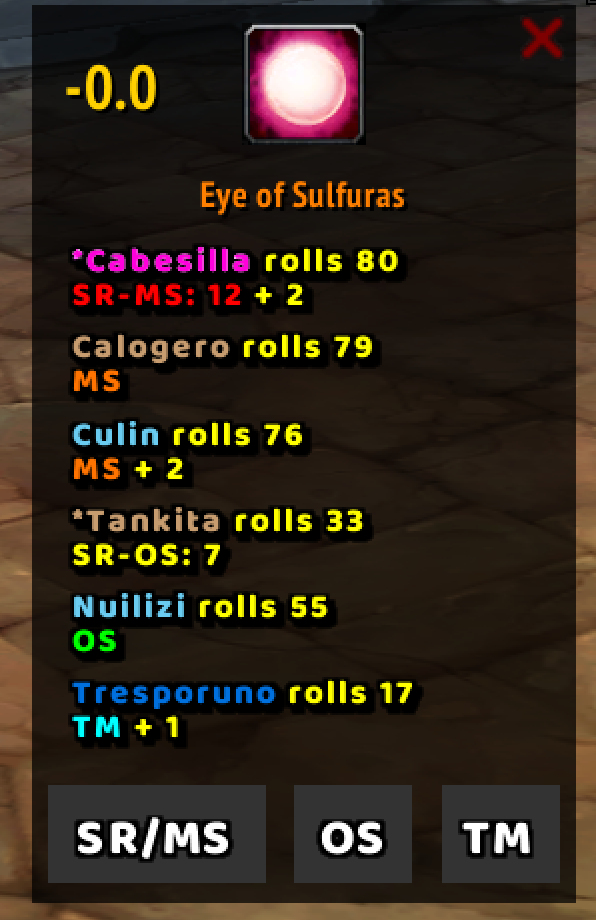 -0.0
Eye of Sulfuras
*Cabesilla rolls 80
SR-MS: 12 + 2
Calogero rolls 79
MS
Culin rolls 76
MS + 2
*Tankita rolls 33
SR-OS: 7
Nuilizi rolls 55
OS
Tresporuno rolls 17
TM + 1
SR/MS OS TM